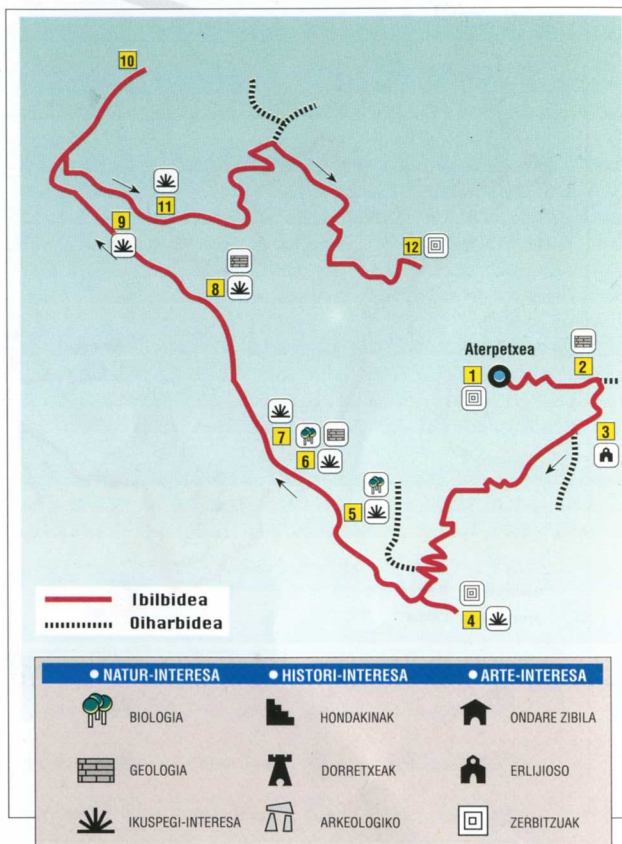 10
11
9
12
8
Aterpetxea
1
2
3
7
6
5
4
Ibilbidea
Oiharbidea
NATUR-INTERESA
HISTORI-INTERESA
ARTE-INTERESA
BIOLOGIA
HONDAKINAK
ONDARE ZIBILA
GEOLOGIA
DORRETXEAK
ERLIJIOSO
IKUSPEGI-INTERESA
ARKEOLOGIKO
ZERBITZUAK